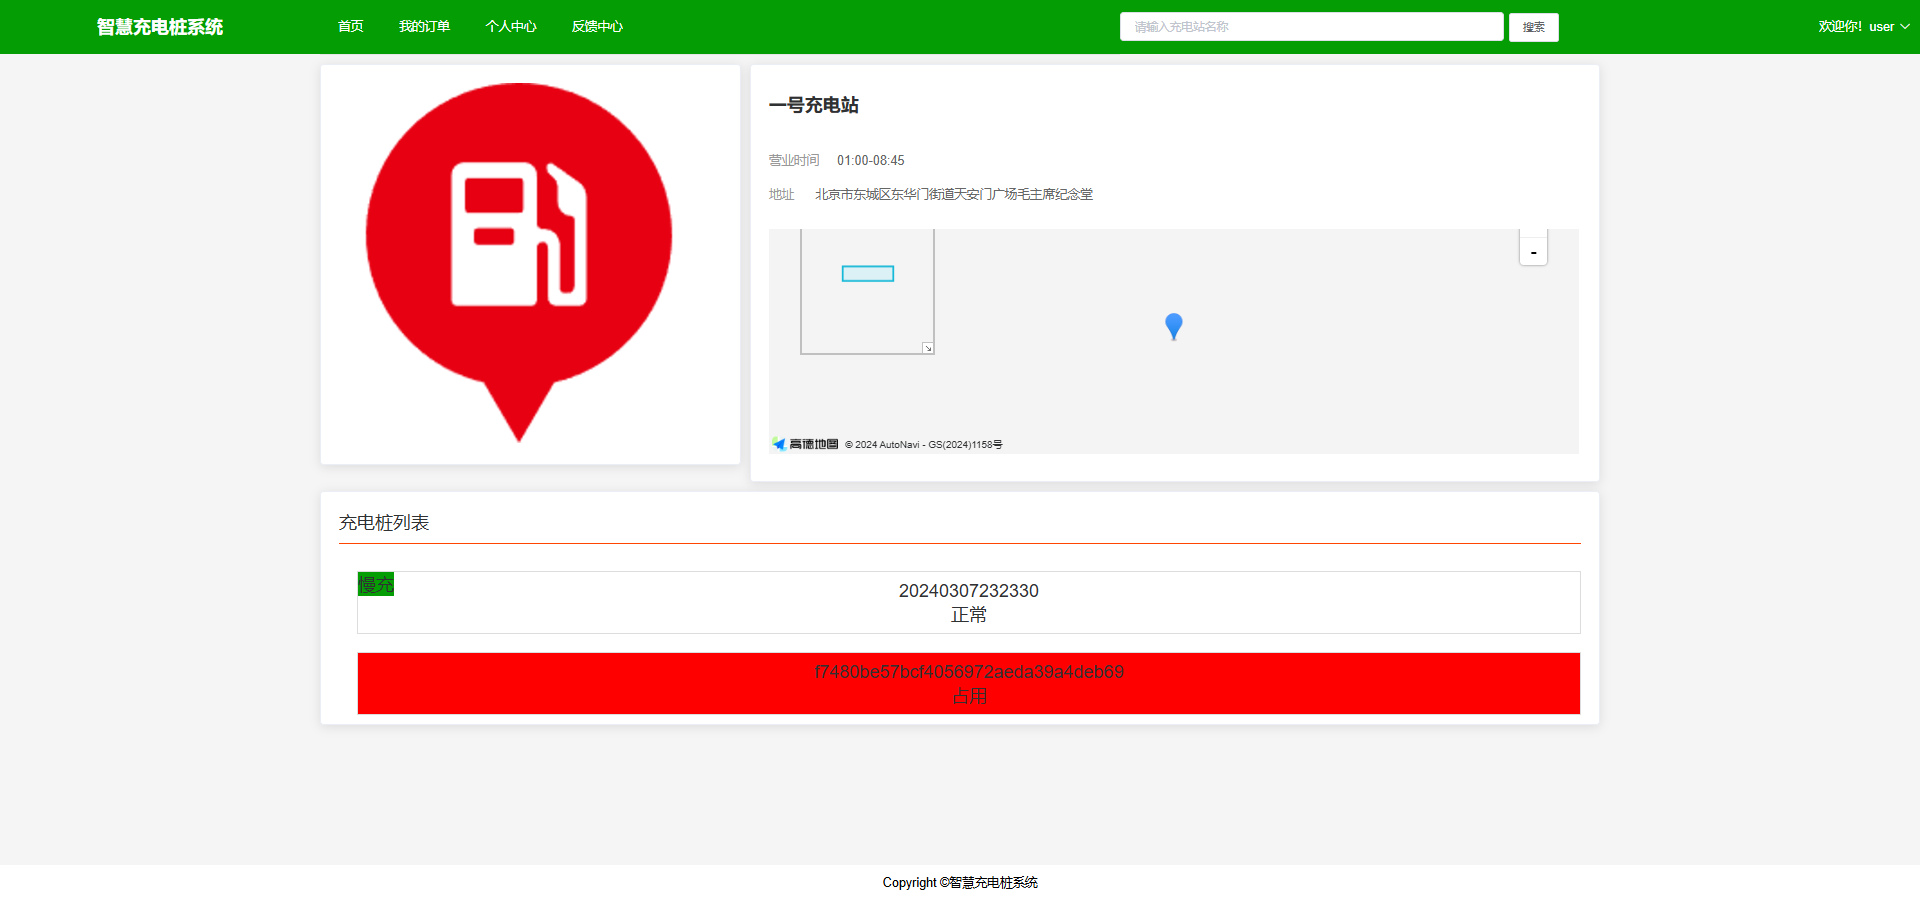 智慧充电桩系统 首页 我的订单 个人中心 反馈中心 请输入充电站名称 搜索 欢迎你! user
一号充电站
营业时间 01:00-08:45
地址 北京市东城区东华门街道天安门广场毛主席纪念堂
-
高德地图 © 2024 AutoNavi - GS(2024)1158号
充电桩列表
慢充
20240307232330
正常
f7480be57bcf4056972aeda39a4deb69
占用
Copyright ©智慧充电桩系统